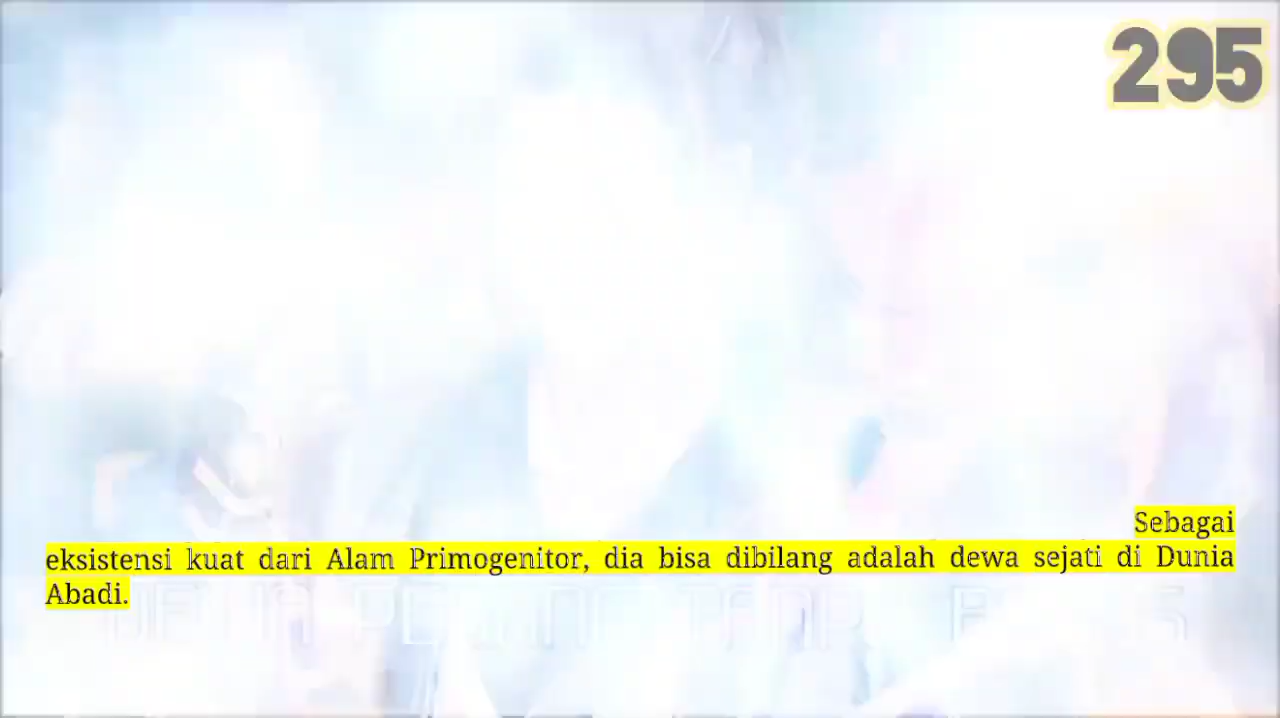 295
Sebagai
eksistensi kuat dari Alam Primogenitor, dia bisa dibilang adalah dewa sejati di Dunia
Abadi.